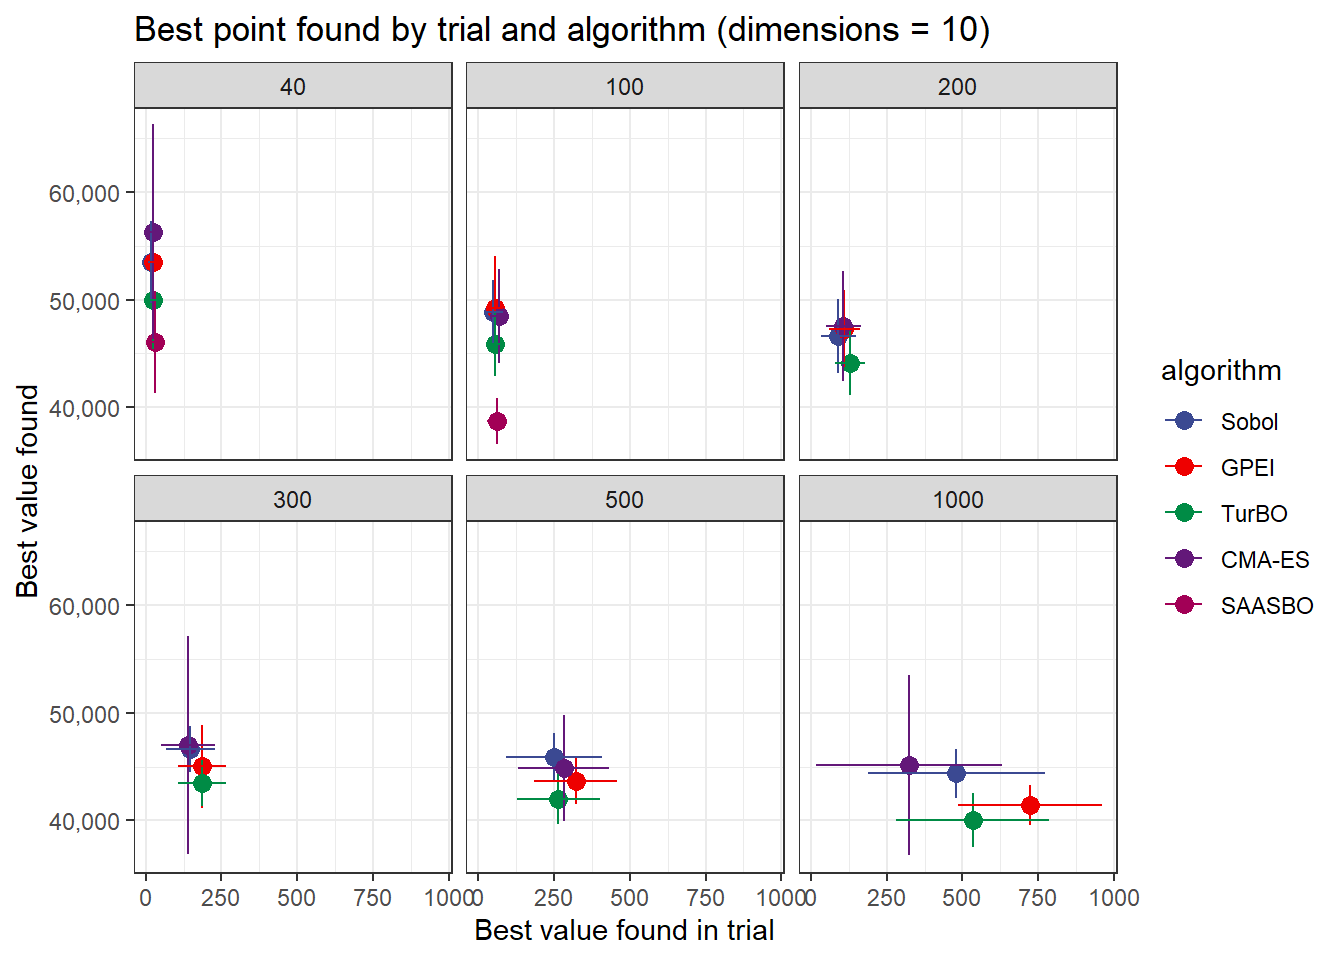 Best point found by trial and algorithm (dimensions = 10)
40
100
200
60,000
50,000
40,000
300
500
1000
60,000
50,000
40,000
0 250 500 750 1000
0 250 500 750 1000
0 250 500 750 1000
Best value found in trial
Best value found
algorithm
Sobol
GPEI
TurBO
CMA-ES
SAASBO